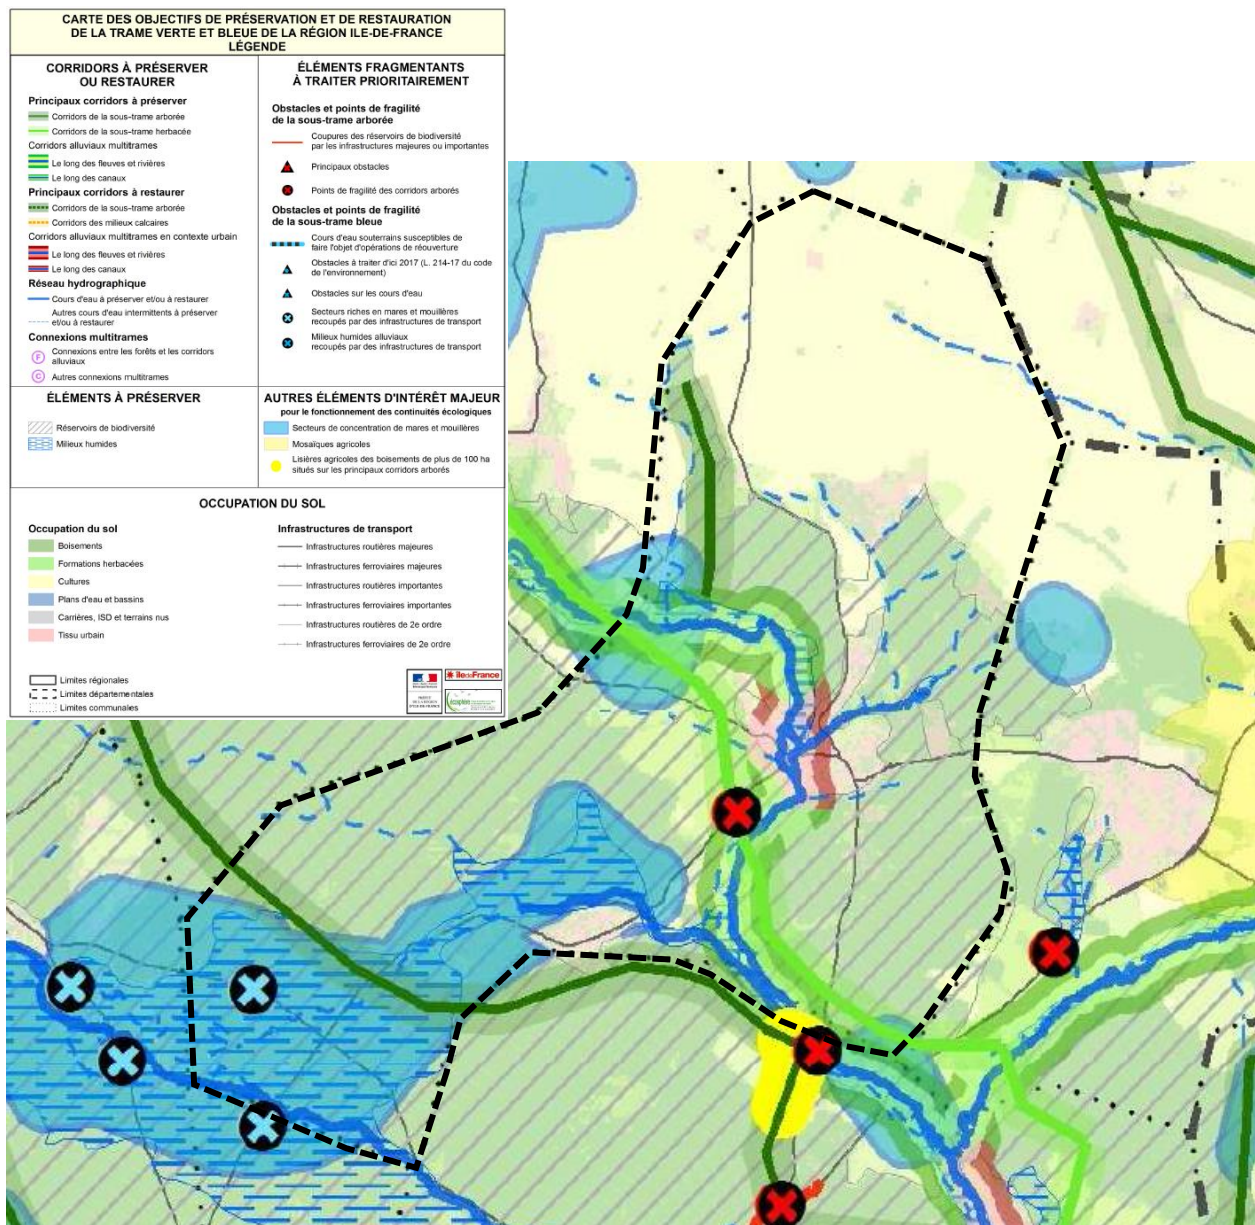 CARTE DES OBJECTIFS DE PRÉSERVATION ET DE RESTAURATION
DE LA TRAME VERTE ET BLEUE DE LA RÉGION ILE-DE-FRANCE
LÉGENDE
CORRIDORS À PRÉSERVER
OU RESTAURER
Principaux corridors à préserver
Corridors de la sous-trame arborée
Corridors de la sous-trame herbacée
Corridors alluviaux multitrames
Le long des fleuves et rivières
Le long des canaux
Principaux corridors à restaurer
Corridors de la sous-trame arborée
Corridors des milieux calcaires
Corridors alluviaux multitrames en contexte urbain
Le long des fleuves et rivières
Le long des canaux
Réseau hydrographique
Cours d'eau à préserver et/ou à restaurer
Autres cours d'eau intermittents à préserver
et/ou à restaurer
Connexions multitrames
F
Connexions entre les forêts et les corridors
alluviaux
C
Autres connexions multitrames
ÉLÉMENTS FRAGMENTANTS
À TRAITER PRIORITAIREMENT
Obstacles et points de fragilité
de la sous-trame arborée
Coupures des réservoirs de biodiversité
par les infrastructures majeures ou importantes
Principaux obstacles
Points de fragilité des corridors arborés
Obstacles et points de fragilité
de la sous-trame bleue
Cours d'eau souterrains susceptibles de
faire l'objet d'opérations de réouverture
Obstacles à traiter d'ici 2017 (L. 214-17 du code
de l'environnement)
Obstacles sur les cours d'eau
Secteurs riches en mares et mouillères
recoupés par des infrastructures de transport
Milieux humides alluviaux
recoupés par des infrastructures de transport
ÉLÉMENTS À PRÉSERVER
Réservoirs de biodiversité
Milieux humides
AUTRES ÉLÉMENTS D'INTÉRÊT MAJEUR
pour le fonctionnement des continuités écologiques
Secteurs de concentration de mares et mouillères
Mosaïques agricoles
Lisières agricoles des boisements de plus de 100 ha
situés sur les principaux corridors arborés
OCCUPATION DU SOL
Occupation du sol
Boisements
Formations herbacées
Cultures
Plans d'eau et bassins
Carrières, ISD et terrains nus
Tissu urbain
Infrastructures de transport
Infrastructures routières majeures
Infrastructures ferroviaires majeures
Infrastructures routières importantes
Infrastructures ferroviaires importantes
Infrastructures routières de 2e ordre
Infrastructures ferroviaires de 2e ordre
Limites régionales
Limites départementales
Limites communales
îledeFrance